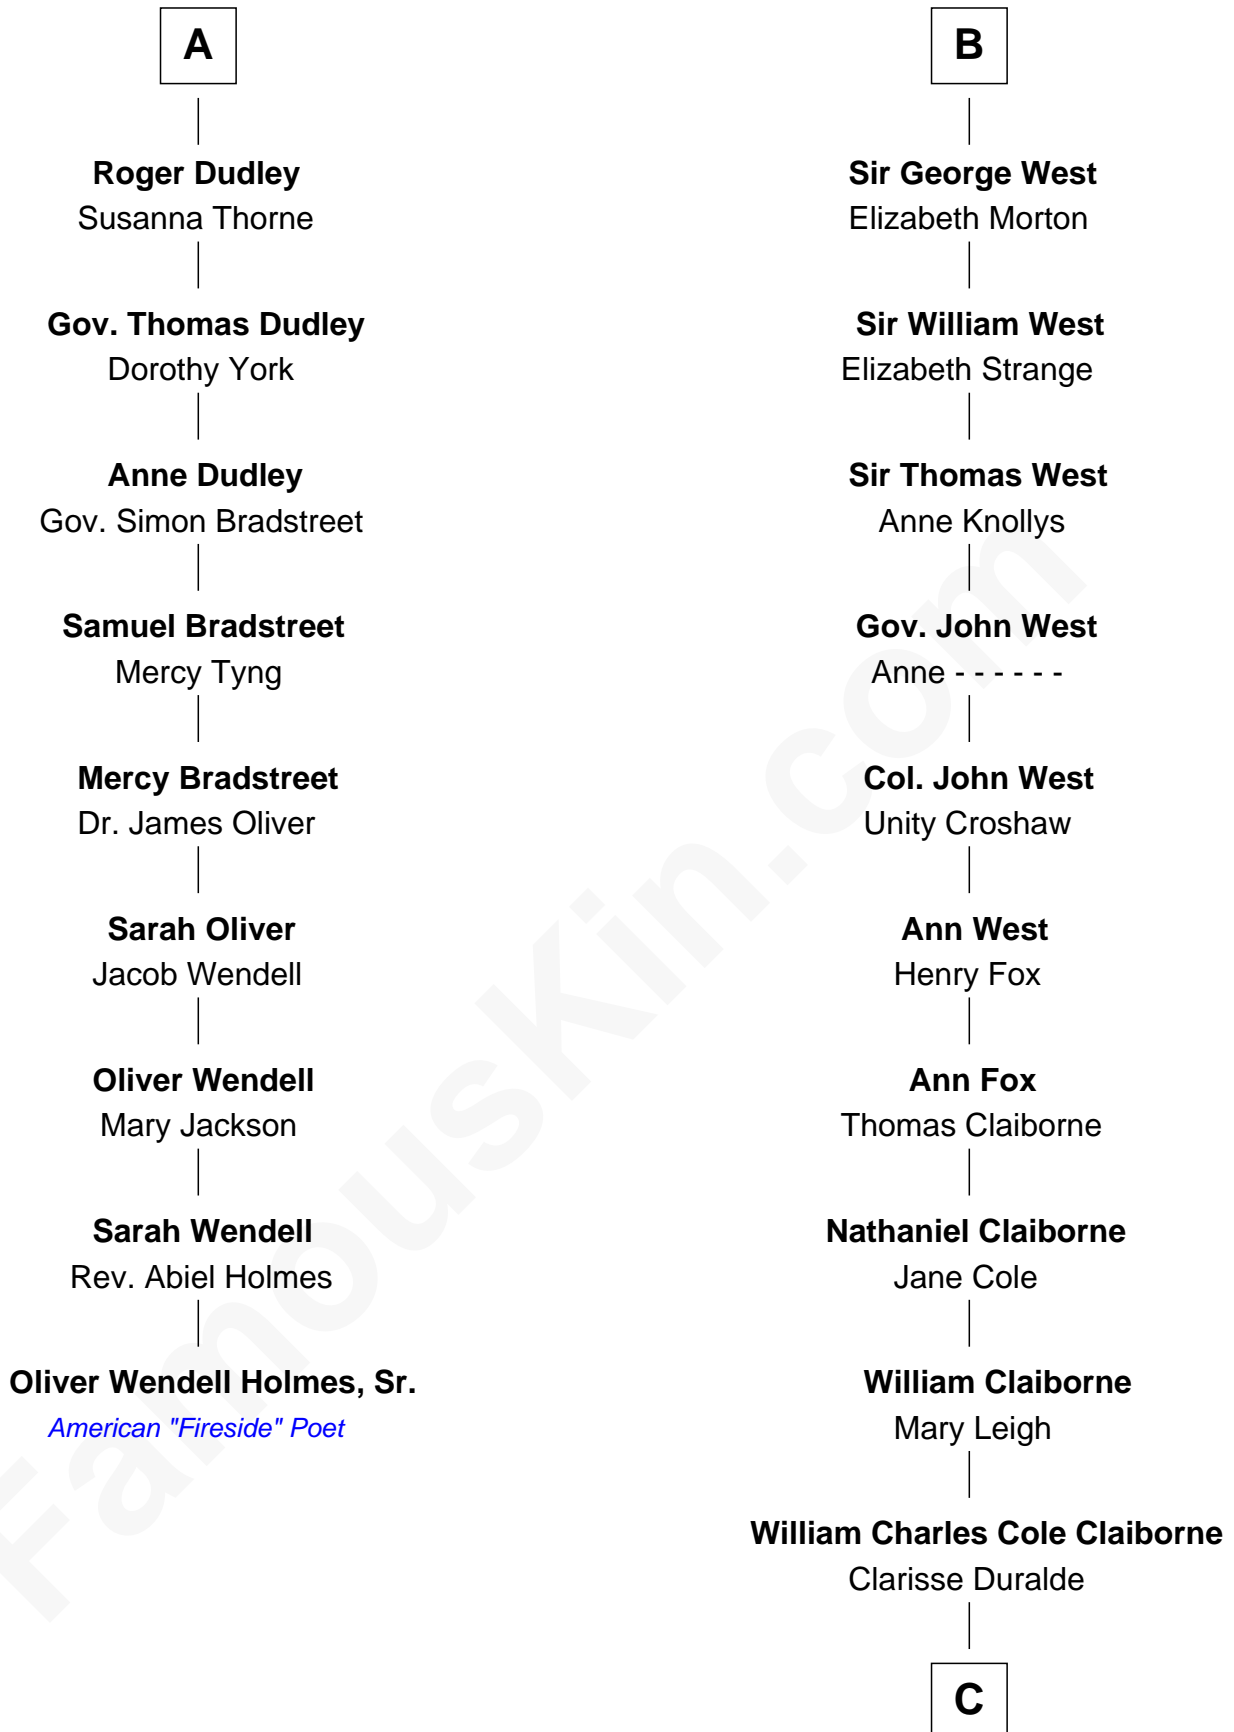 A
Roger Dudley
Susanna Thorne
Gov. Thomas Dudley
Dorothy York
Anne Dudley
Gov. Simon Bradstreet
Samuel Bradstreet
Mercy Tyng
Mercy Bradstreet
Dr. James Oliver
Sarah Oliver
Jacob Wendell
Oliver Wendell
Mary Jackson
Sarah Wendell
Rev. Abiel Holmes
Oliver Wendell Holmes, Sr.
American "Fireside" Poet
B
Sir George West
Elizabeth Morton
Sir William West
Elizabeth Strange
Sir Thomas West
Anne Knollys
Gov. John West
Anne - - - - - -
Col. John West
Unity Croshaw
Ann West
Henry Fox
Ann Fox
Thomas Claiborne
Nathaniel Claiborne
Jane Cole
William Claiborne
Mary Leigh
William Charles Cole Claiborne
Clarisse Duralde
C
FamousKin.com